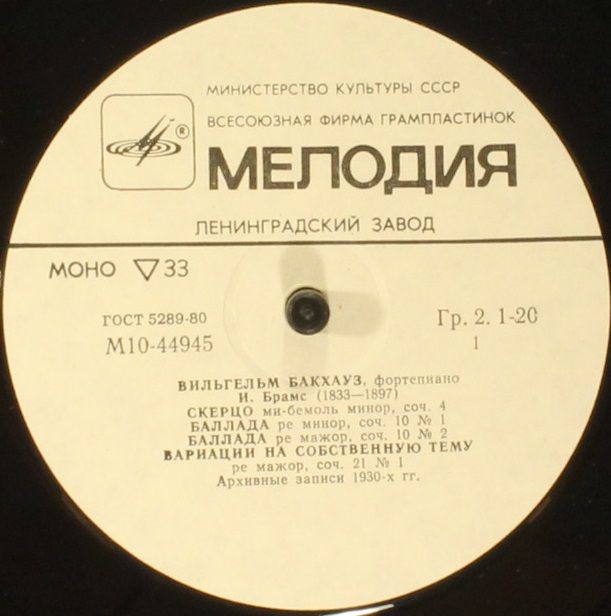 МИНИСТЕРСТВО КУЛЬТУРЫ СССР
ВСЕСОЮЗНАЯ ФИРМА ГРАМПЛАСТИНОК
®
МЕЛОДИЯ
ЛЕНИНГРАДСКИЙ ЗАВОД
МОНО ▽ 33
ГОСТ 5289-80
Гр. 2. 1-20
М10-44945
1
ВИЛЬГЕЛЬМ БАКХАУЗ, фортепиано
И. Брамс (1833—1897)
СКЕРЦО ми-бемоль минор, соч. 4
БАЛЛАДА ре минор, соч. 10 № 1
БАЛЛАДА ре мажор, соч. 10 № 2
ВАРИАЦИИ НА СОБСТВЕННУЮ ТЕМУ
ре мажор, соч. 21 № 1
Архивные записи 1930-х гг.